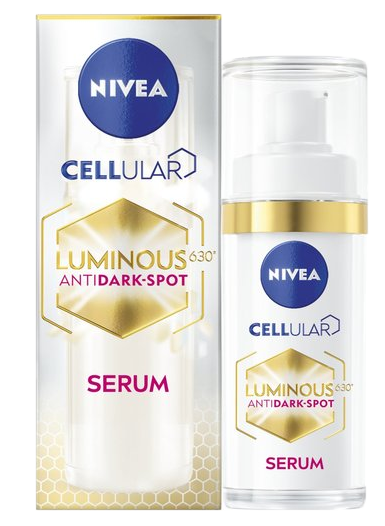 NIVEA
CELLULAR
LUMINOUS630®
ANTIDARK-SPOT
SERUM
NIVEA
CELLULAR
LUMINOUS630®
ANTIDARK-SPOT
SERUM